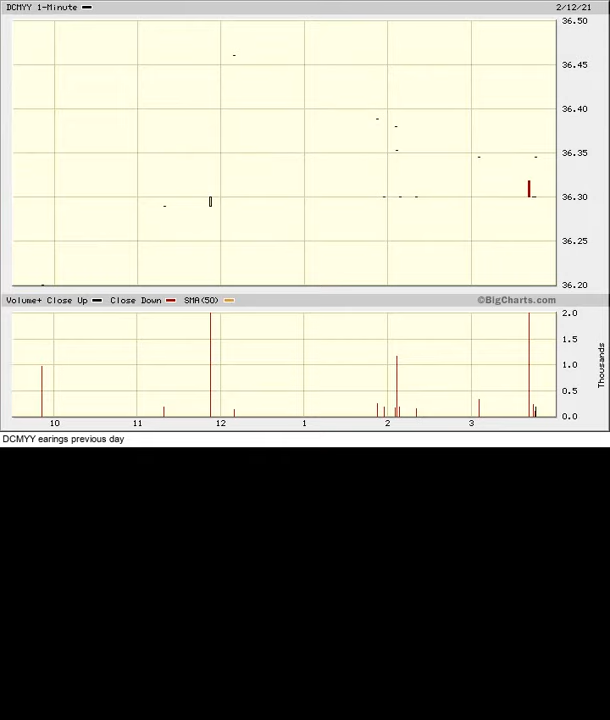 DCMYY 1-Minute 2/12/21
36.50
36.45
36.40
36.35
36.30
36.25
36.20
Volume+ Close Up Close Down SMA(50) ©BigCharts.com
2.0
1.5
1.0
0.5
0.0
Thousands
10 11 12 1 2 3
DCMYY earings previous day